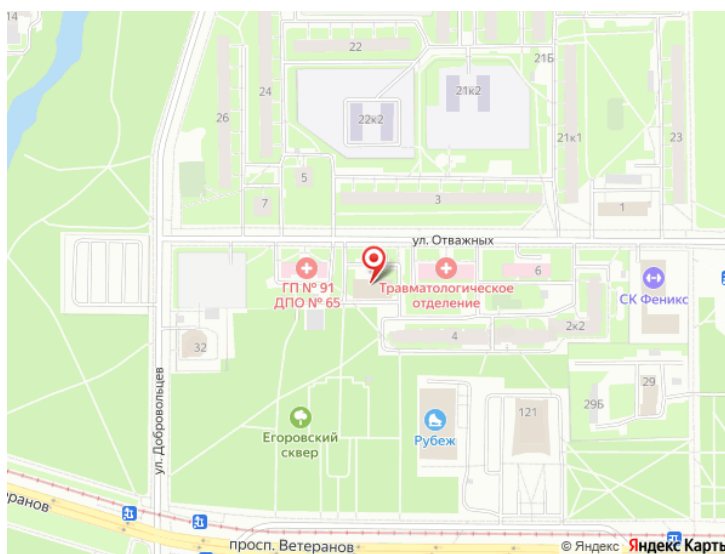 14
22
21Б
24
21к2
22к2
26
21к1
23
5
7
3
1
ул. Отважных
ГП № 91
ДПО № 65
Травматологическое
отделение
6
СК Феникс
2к2
4
32
ул. Добровольцев
29
29Б
121
Егоровский
сквер
Рубеж
просп. Ветеранов
© Яндекс Яндекс Карты